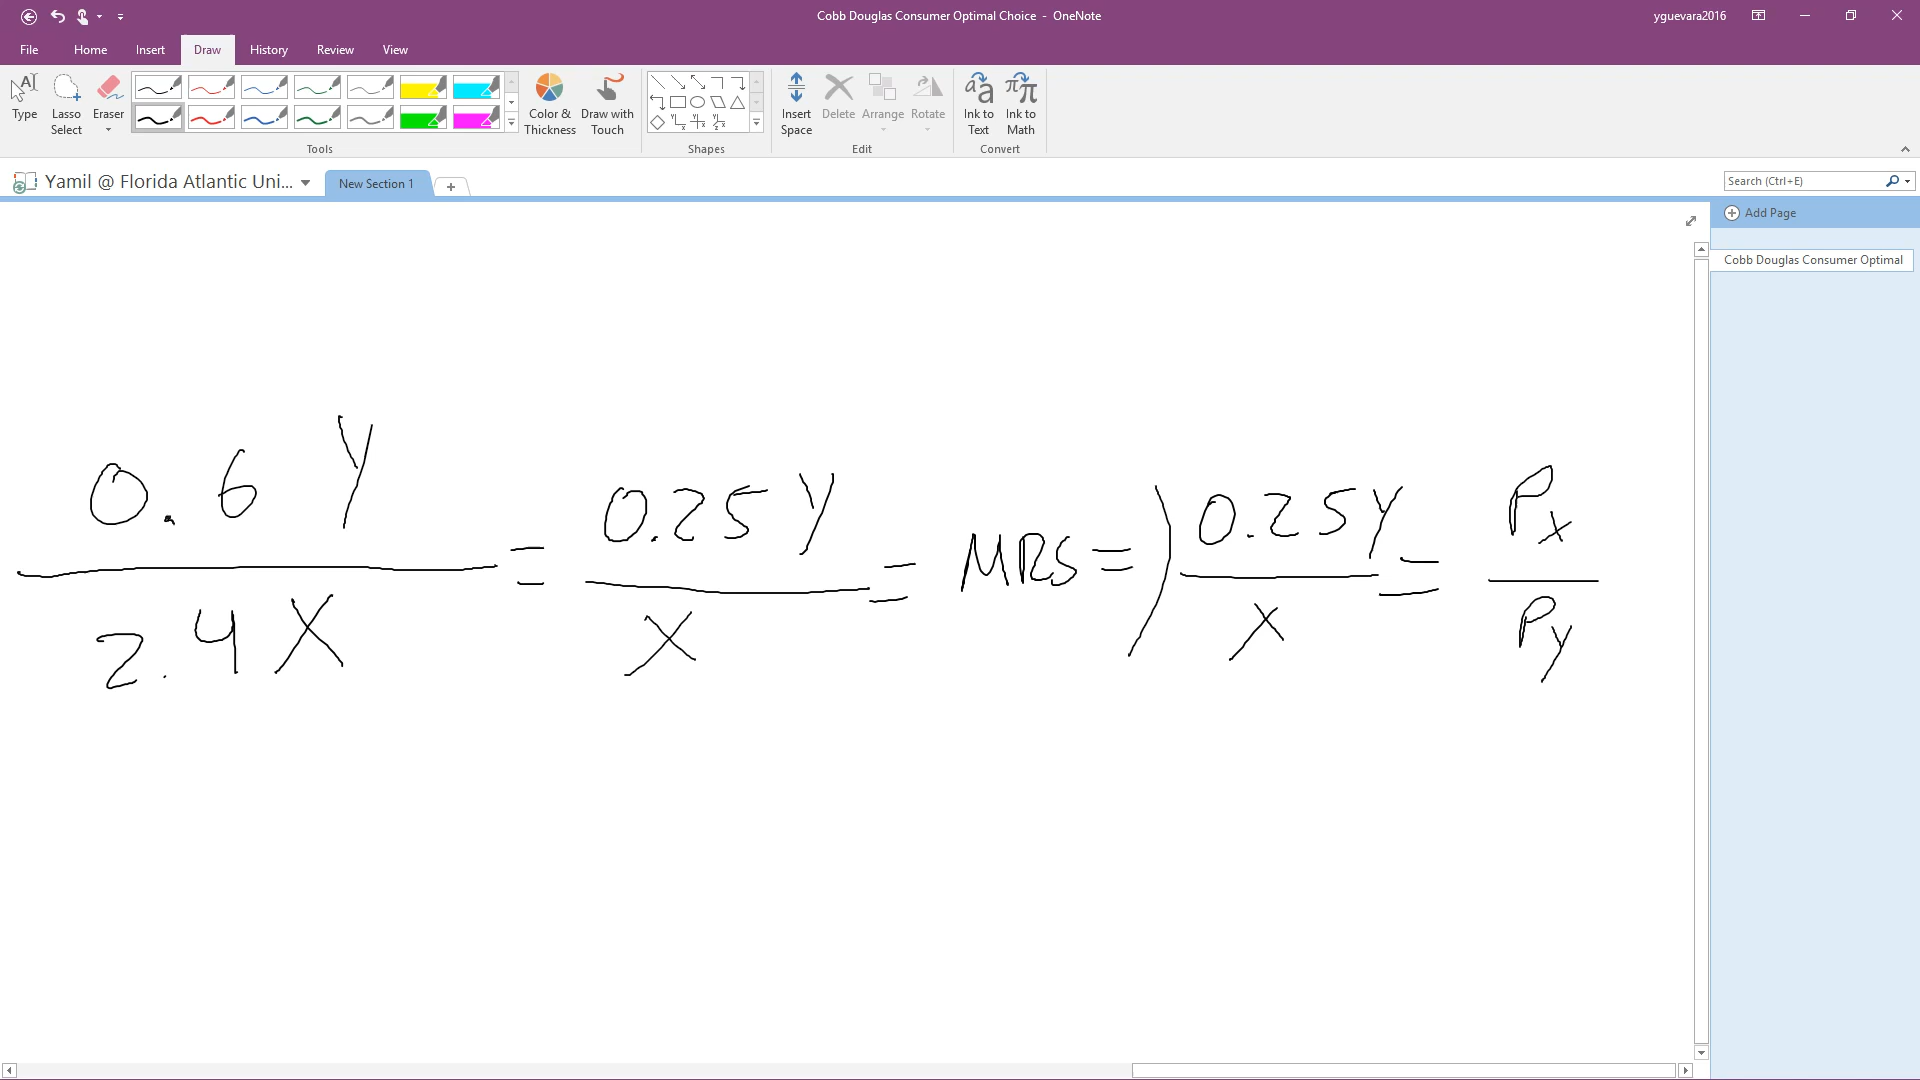 Cobb Douglas Consumer Optimal Choice - OneNote
yguevara2016
File Home Insert Draw History Review View
Type
Lasso Select
Eraser
Color & Thickness
Draw with Touch
Insert Space
Delete
Arrange
Rotate
Ink to Text
Ink to Math
Tools
Shapes
Edit
Convert
Yamil @ Florida Atlantic Uni...
New Section 1
Search (Ctrl+E)
Add Page
Cobb Douglas Consumer Optimal
0.6 Y / 2.4 X = 0.25 Y / X = MRS =) 0.25 Y / X = Px / Py